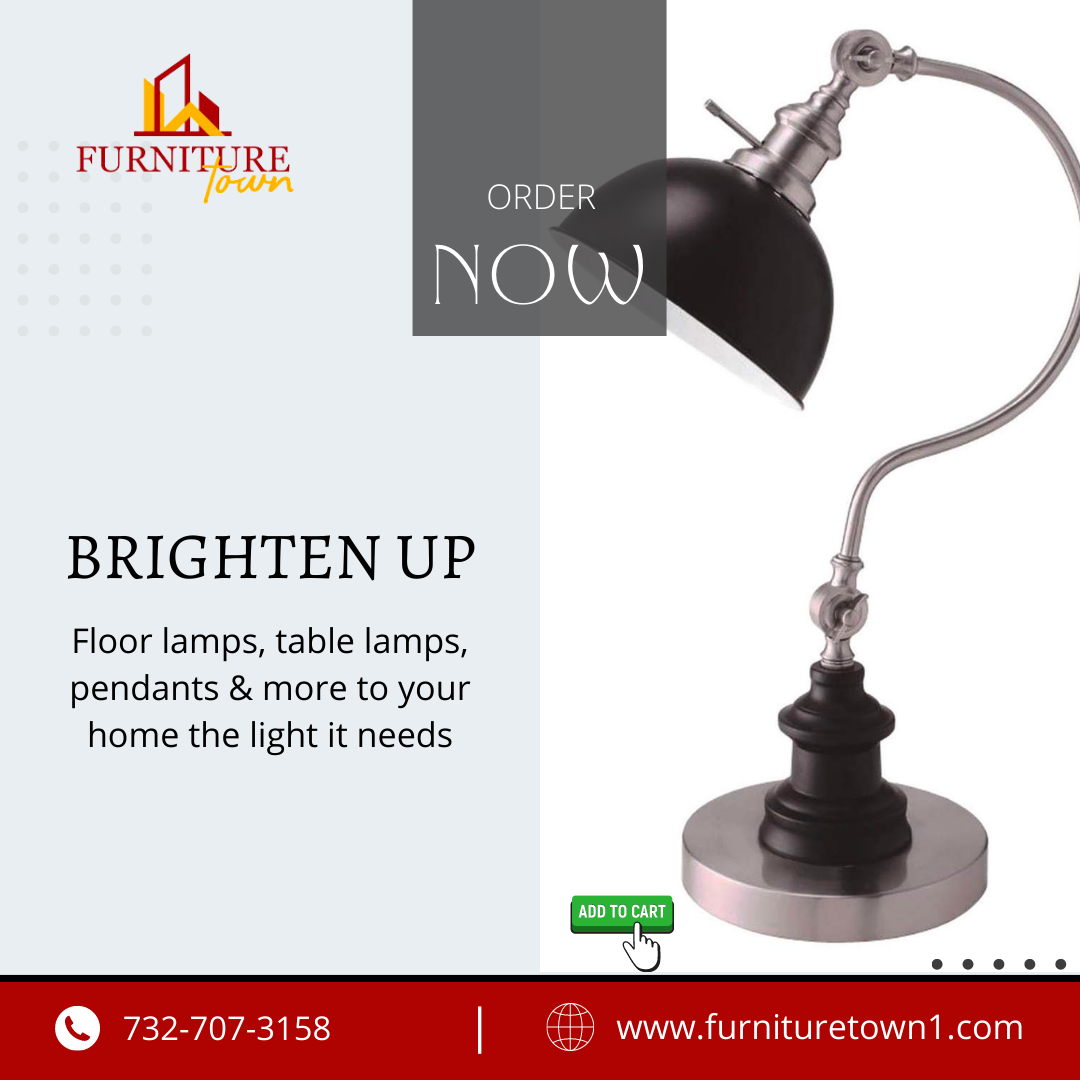 FURNITURE
town
ORDER
NOW
BRIGHTEN UP
Floor lamps, table lamps,
pendants & more to your
home the light it needs
ADD TO CART
732-707-3158 | www.furnituretown1.com